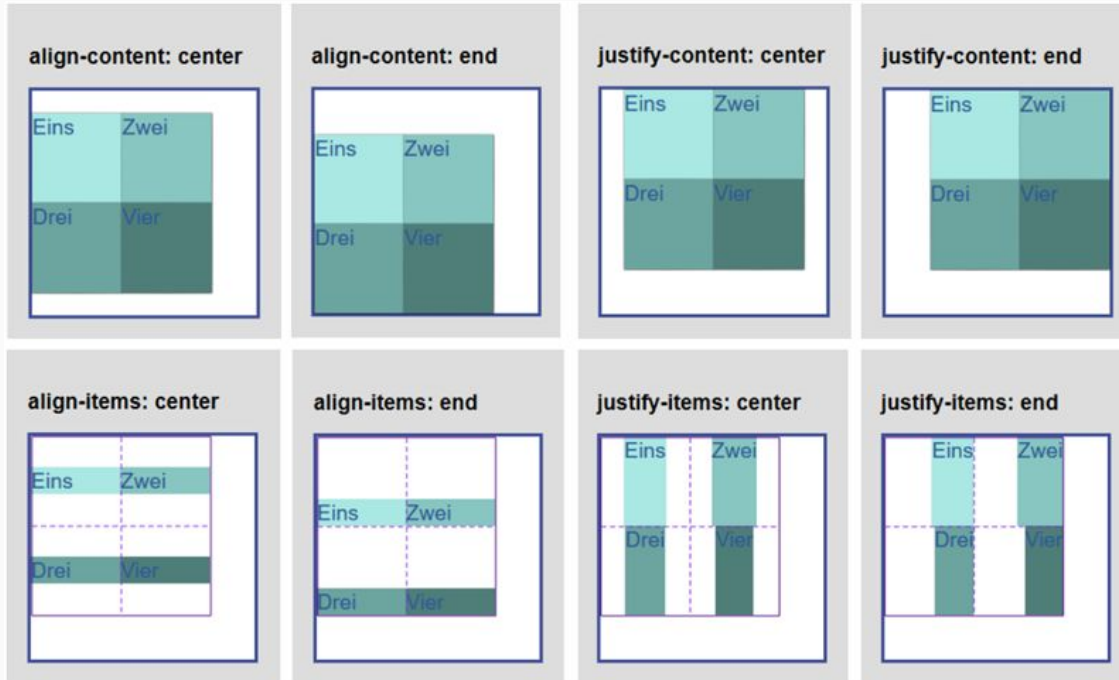 align-content: center
align-content: end
justify-content: center
justify-content: end
Eins Zwei
Drei Vier
Eins Zwei
Drei Vier
Eins Zwei
Drei Vier
Eins Zwei
Drei Vier
align-items: center
align-items: end
justify-items: center
justify-items: end
Eins Zwei
Drei Vier
Eins Zwei
Drei Vier
Eins Zwei
Drei Vier
Eins Zwei
Drei Vier